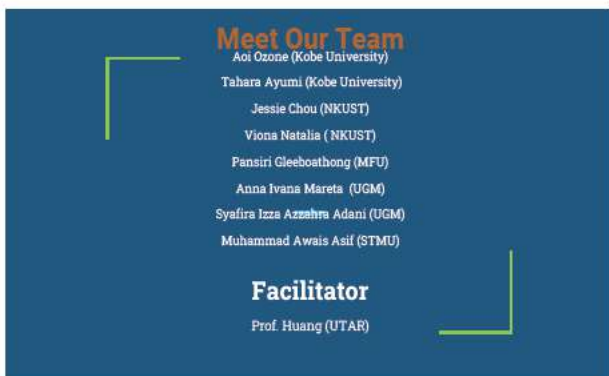 Meet Our Team
Aoi Ozone (Kobe University)
Tahara Ayumi (Kobe University)
Jessie Chou (NKUST)
Viona Natalia ( NKUST)
Pansiri Gleeboathong (MFU)
Anna Ivana Mareta (UGM)
Syafira Izza Azzahra Adani (UGM)
Muhammad Awais Asif (STMU)
Facilitator
Prof. Huang (UTAR)